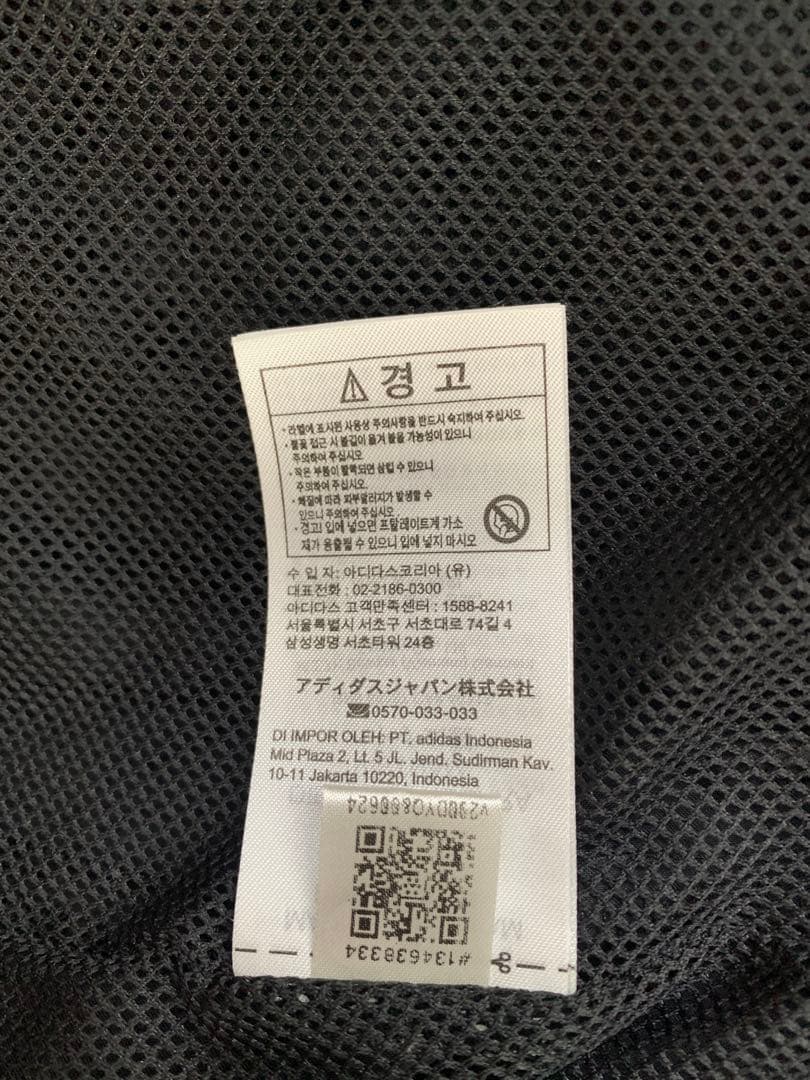 경 고
· 라벨에 표시된 사용상 주의사항을 반드시 숙지하여 주십시오.
· 불꽃 접근 시 불길이 옮겨 붙을 가능성이 있으니
주의하여 주십시오
· 작은 부품이 탈락되면 삼킬 수 있으니
주의하여 주십시오.
· 체질에 따라 피부알러지가 발생할 수
있으니 주의하여 주십시오.
· 경고! 입에 넣으면 프탈레이트계 가소
제가 용출될 수 있으니 입에 넣지 마시오
수 입 자: 아디다스코리아 (유)
대표전화 : 02-2186-0300
아디다스 고객만족센터 : 1588-8241
서울특별시 서초구 서초대로 74길 4
삼성생명 서초타워 24층
アディダスジャパン株式会社
0570-033-033
DI IMPOR OLEH: PT. adidas Indonesia
Mid Plaza 2, Lt. 5 JL. Jend. Sudirman Kav.
10-11 Jakarta 10220, Indonesia
#134638334